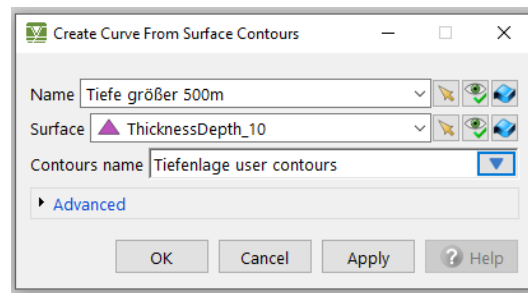 Create Curve From Surface Contours
Name Tiefe größer 500m
Surface ThicknessDepth_10
Contours name Tiefenlage user contours
Advanced
OK Cancel Apply ? Help